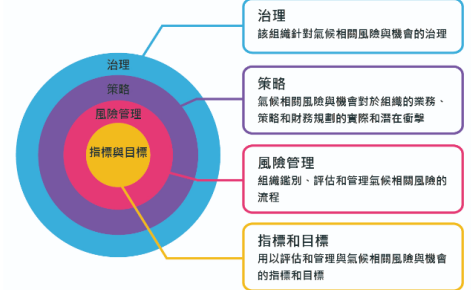 治理
策略
風險管理
指標與目標
治理
該組織針對氣候相關風險與機會的治理
策略
氣候相關風險與機會對於組織的業務、
策略和財務規劃的實際和潛在衝擊
風險管理
組織鑑別、評估和管理氣候相關風險的
流程
指標和目標
用以評估和管理與氣候相關風險與機會
的指標和目標